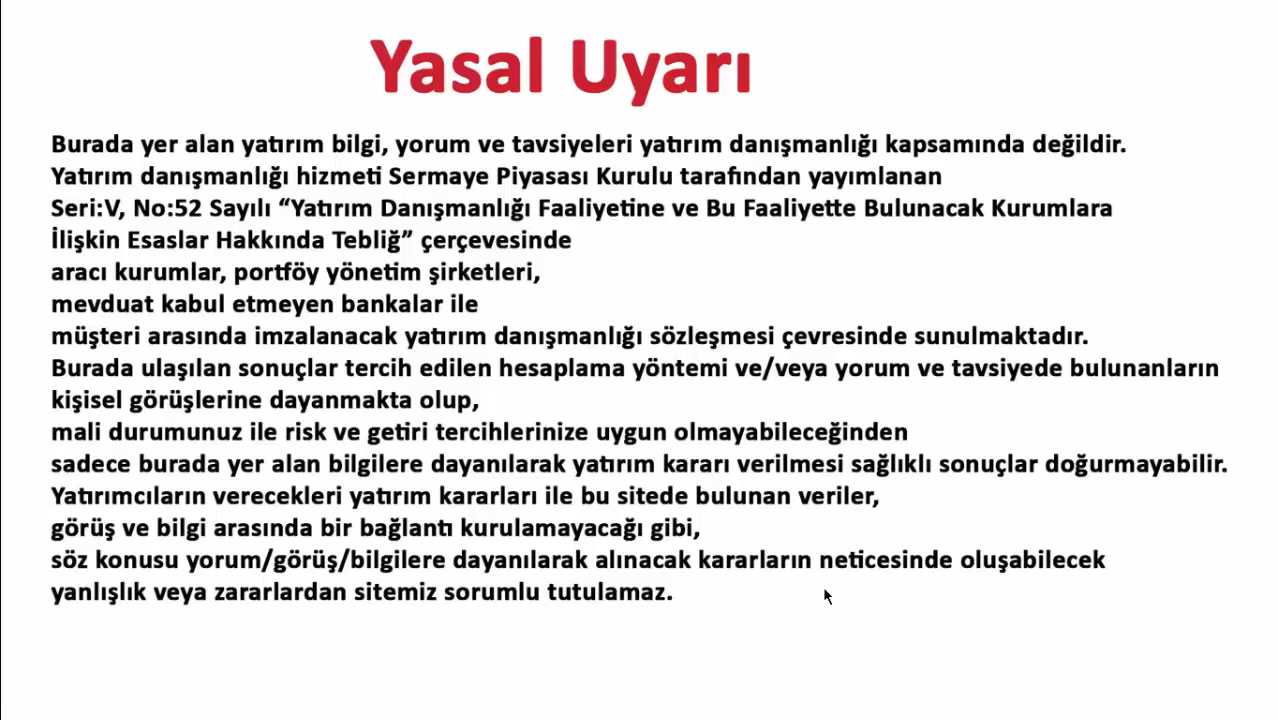 Yasal Uyarı
Burada yer alan yatırım bilgi, yorum ve tavsiyeleri yatırım danışmanlığı kapsamında değildir.
Yatırım danışmanlığı hizmeti Sermaye Piyasası Kurulu tarafından yayımlanan
Seri:V, No:52 Sayılı “Yatırım Danışmanlığı Faaliyetine ve Bu Faaliyette Bulunacak Kurumlara
İlişkin Esaslar Hakkında Tebliğ” çerçevesinde
aracı kurumlar, portföy yönetim şirketleri,
mevduat kabul etmeyen bankalar ile
müşteri arasında imzalanacak yatırım danışmanlığı sözleşmesi çevresinde sunulmaktadır.
Burada ulaşılan sonuçlar tercih edilen hesaplama yöntemi ve/veya yorum ve tavsiyede bulunanların
kişisel görüşlerine dayanmakta olup,
mali durumunuz ile risk ve getiri tercihlerinize uygun olmayabileceğinden
sadece burada yer alan bilgilere dayanılarak yatırım kararı verilmesi sağlıklı sonuçlar doğurmayabilir.
Yatırımcıların verecekleri yatırım kararları ile bu sitede bulunan veriler,
görüş ve bilgi arasında bir bağlantı kurulamayacağı gibi,
söz konusu yorum/görüş/bilgilere dayanılarak alınacak kararların neticesinde oluşabilecek
yanlışlık veya zararlardan sitemiz sorumlu tutulamaz.